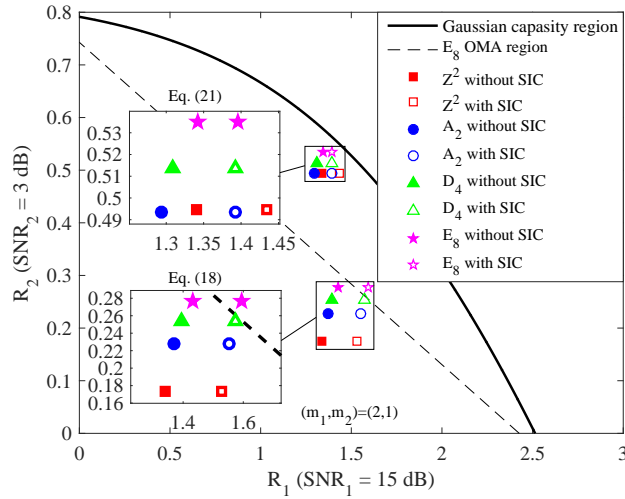 0.8
0.7
0.6
0.5
0.4
0.3
0.2
0.1
0
R2 (SNR2 = 3 dB)
0 0.5 1 1.5 2 2.5 3
R1 (SNR1 = 15 dB)
Gaussian capasity region
E8 OMA region
Z² without SIC
Z² with SIC
A2 without SIC
A2 with SIC
D4 without SIC
D4 with SIC
E8 without SIC
E8 with SIC
Eq. (21)
0.53
0.52
0.51
0.5
0.49
1.3 1.35 1.4 1.45
Eq. (18)
0.28
0.26
0.24
0.22
0.2
0.18
0.16
1.4 1.6
(m1,m2)=(2,1)